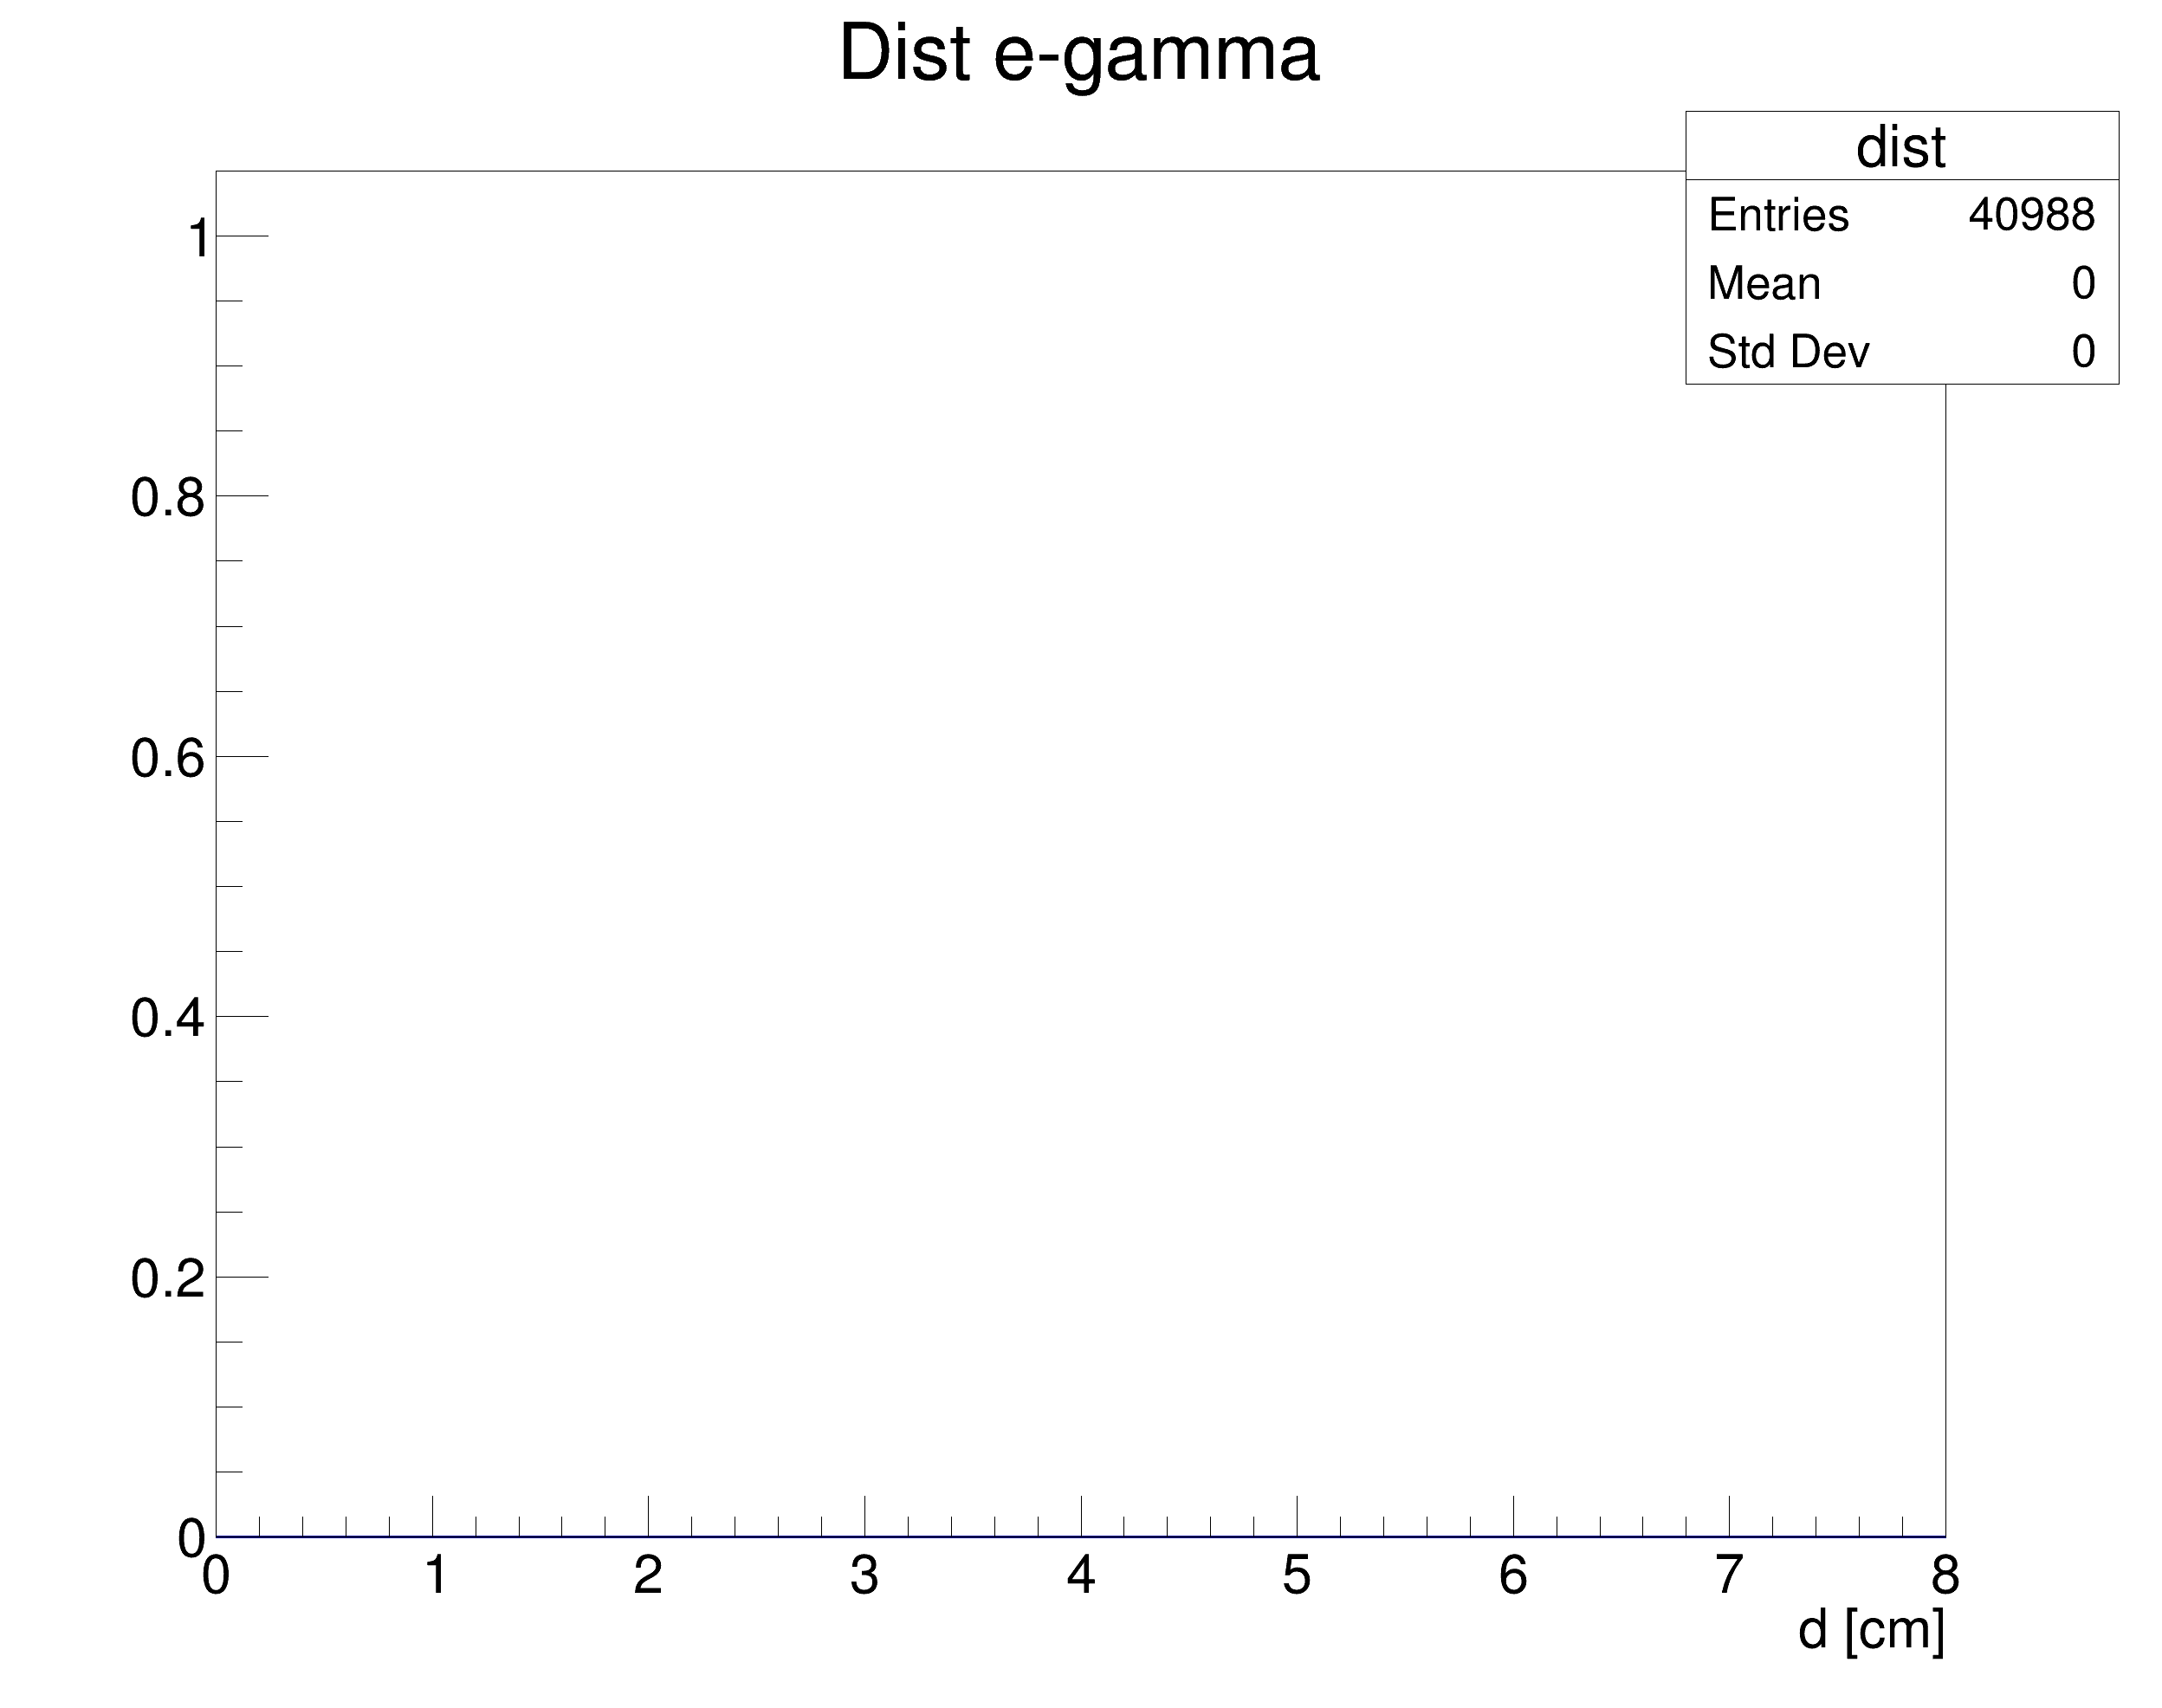 Dist e-gamma
dist
Entries 40988
Mean 0
Std Dev 0
1
0.8
0.6
0.4
0.2
0
0 1 2 3 4 5 6 7 8
d [cm]